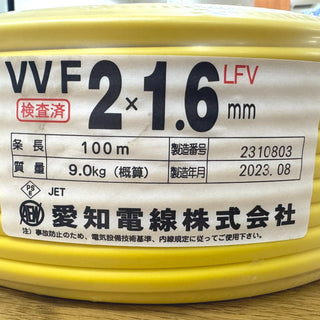 VVF 2×1.6mm LFV
検査済
条長 100m 製造番号 2310803
質量 9.0kg（概算） 製造年月 2023.08
PS E JET
AEW 愛知電線株式会社
注）事故防止のため、電気設備技術基準、内線規定に従ってご使用下さい。